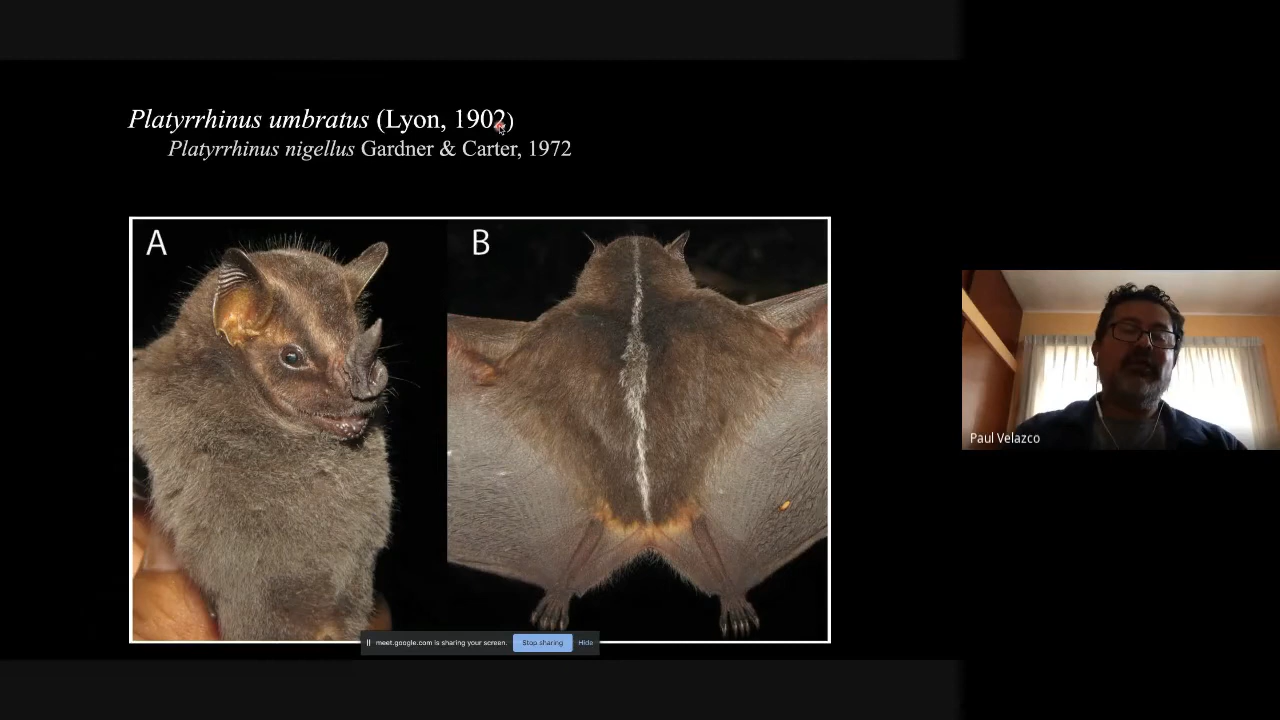 Platyrrhinus umbratus (Lyon, 1902)
Platyrrhinus nigellus Gardner & Carter, 1972
A
B
Paul Velazco
meet.google.com is sharing your screen.
Stop sharing
Hide